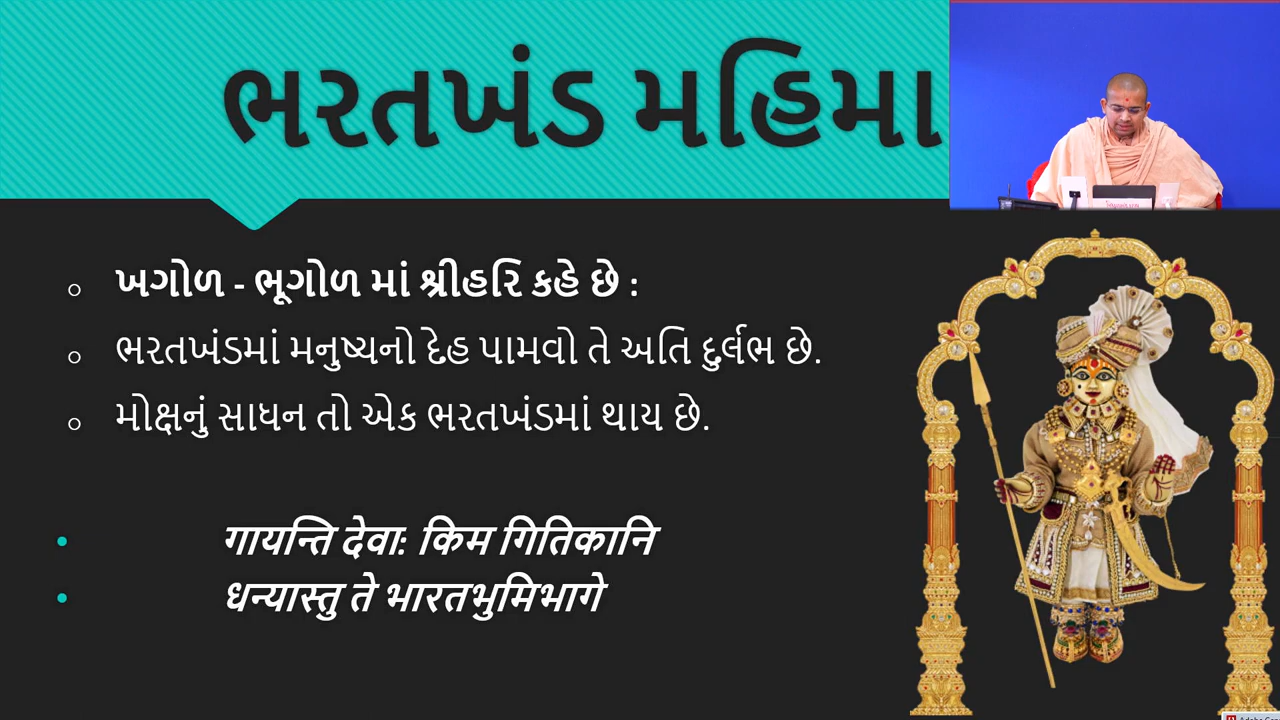 ભરતખંડ મહિમા
ખગોળ - ભૂગોળ માં શ્રીહરિ કહે છે :
ભરતખંડમાં મનુષ્યનો દેહ પામવો તે અતિ દુર્લભ છે.
મોક્ષનું સાધન તો એક ભરતખંડમાં થાય છે.
गायन्ति देवाः किम गितिकानि
धन्यास्तु ते भारतभुमिभागे